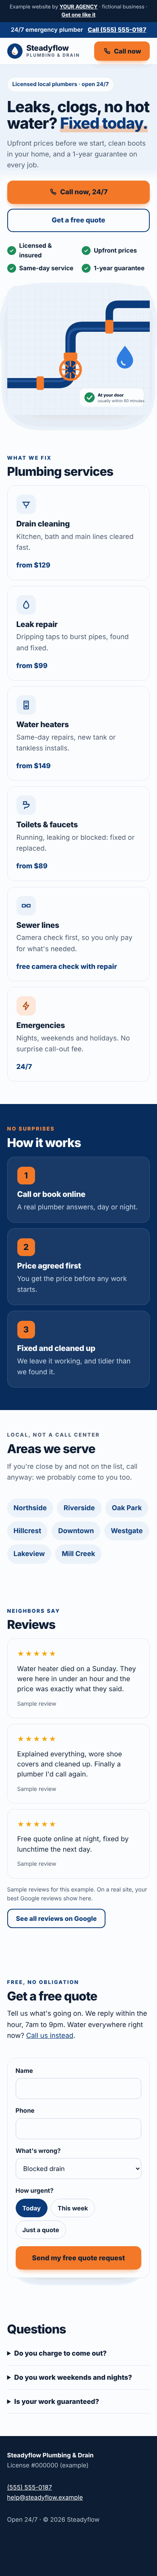 Example website by YOUR AGENCY · fictional business ·
Get one like it
24/7 emergency plumber Call (555) 555-0187
Steadyflow
PLUMBING & DRAIN
Call now
Licensed local plumbers · open 24/7
Leaks, clogs, no hot
water? Fixed today.
Upfront prices before we start, clean boots
in your home, and a 1-year guarantee on
every job.
Call now, 24/7
Get a free quote
Licensed &
insured
Upfront prices
Same-day service
1-year guarantee
At your door
usually within 60 minutes
WHAT WE FIX
Plumbing services
Drain cleaning
Kitchen, bath and main lines cleared
fast.
from $129
Leak repair
Dripping taps to burst pipes, found
and fixed.
from $99
Water heaters
Same-day repairs, new tank or
tankless installs.
from $149
Toilets & faucets
Running, leaking or blocked: fixed or
replaced.
from $89
Sewer lines
Camera check first, so you only pay
for what's needed.
free camera check with repair
Emergencies
Nights, weekends and holidays. No
surprise call-out fee.
24/7
NO SURPRISES
How it works
1
Call or book online
A real plumber answers, day or night.
2
Price agreed first
You get the price before any work
starts.
3
Fixed and cleaned up
We leave it working, and tidier than
we found it.
LOCAL, NOT A CALL CENTER
Areas we serve
If you're close by and not on the list, call
anyway: we probably come to you too.
Northside
Riverside
Oak Park
Hillcrest
Downtown
Westgate
Lakeview
Mill Creek
NEIGHBORS SAY
Reviews
★★★★★
Water heater died on a Sunday. They
were here in under an hour and the
price was exactly what they said.
Sample review
★★★★★
Explained everything, wore shoe
covers and cleaned up. Finally a
plumber I'd call again.
Sample review
★★★★★
Free quote online at night, fixed by
lunchtime the next day.
Sample review
Sample reviews for this example. On a real site, your
best Google reviews show here.
See all reviews on Google
FREE, NO OBLIGATION
Get a free quote
Tell us what's going on. We reply within the
hour, 7am to 9pm. Water everywhere right
now? Call us instead.
Name
Phone
What's wrong?
Blocked drain
How urgent?
Today
This week
Just a quote
Send my free quote request
Questions
Do you charge to come out?
Do you work weekends and nights?
Is your work guaranteed?
Steadyflow Plumbing & Drain
License #000000 (example)
(555) 555-0187
help@steadyflow.example
Open 24/7 · © 2026 Steadyflow